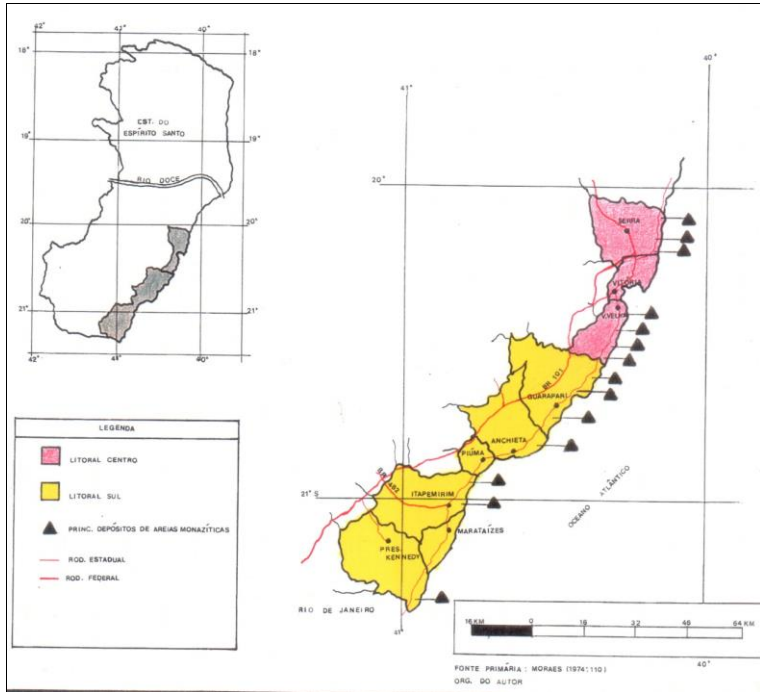 42° 41° 40°
18° 18°
EST. DO
ESPÍRITO SANTO
19° 19°
RIO DOCE
20° 20°
21° 21°
42° 41° 40°
LEGENDA
LITORAL CENTRO
LITORAL SUL
PRINC. DEPÓSITOS DE AREIAS MONAZÍTICAS
ROD. ESTADUAL
ROD. FEDERAL
41° 40°
20°
SERRA
VITÓRIA
V.VELHA
BR 101
GUARAPARI
ANCHIETA
PIÚMA
BR 482
ITAPEMIRIM
21° S
MARATAÍZES
PRES.
KENNEDY
OCEANO ATLÂNTICO
RIO DE JANEIRO
41°
16 KM 0 16 32 48 64 KM
FONTE PRIMÁRIA: MORAES (1974:110)
ORG. DO AUTOR
40°